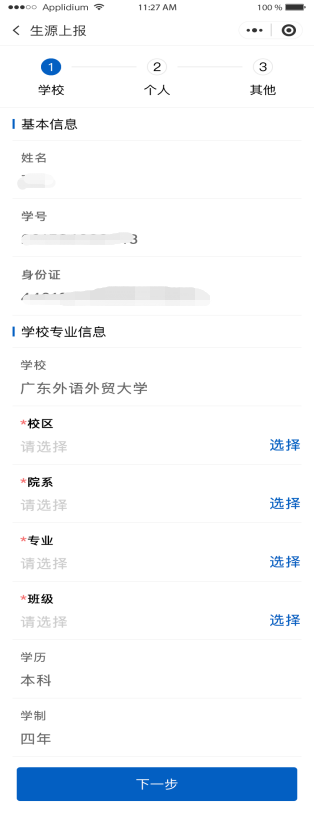 Applidium 11:27 AM 100 %
生源上报
1 2 3
学校 个人 其他
基本信息
姓名
学号
身份证
学校专业信息
学校
广东外语外贸大学
*校区
请选择 选择
*院系
请选择 选择
*专业
请选择 选择
*班级
请选择 选择
学历
本科
学制
四年
下一步